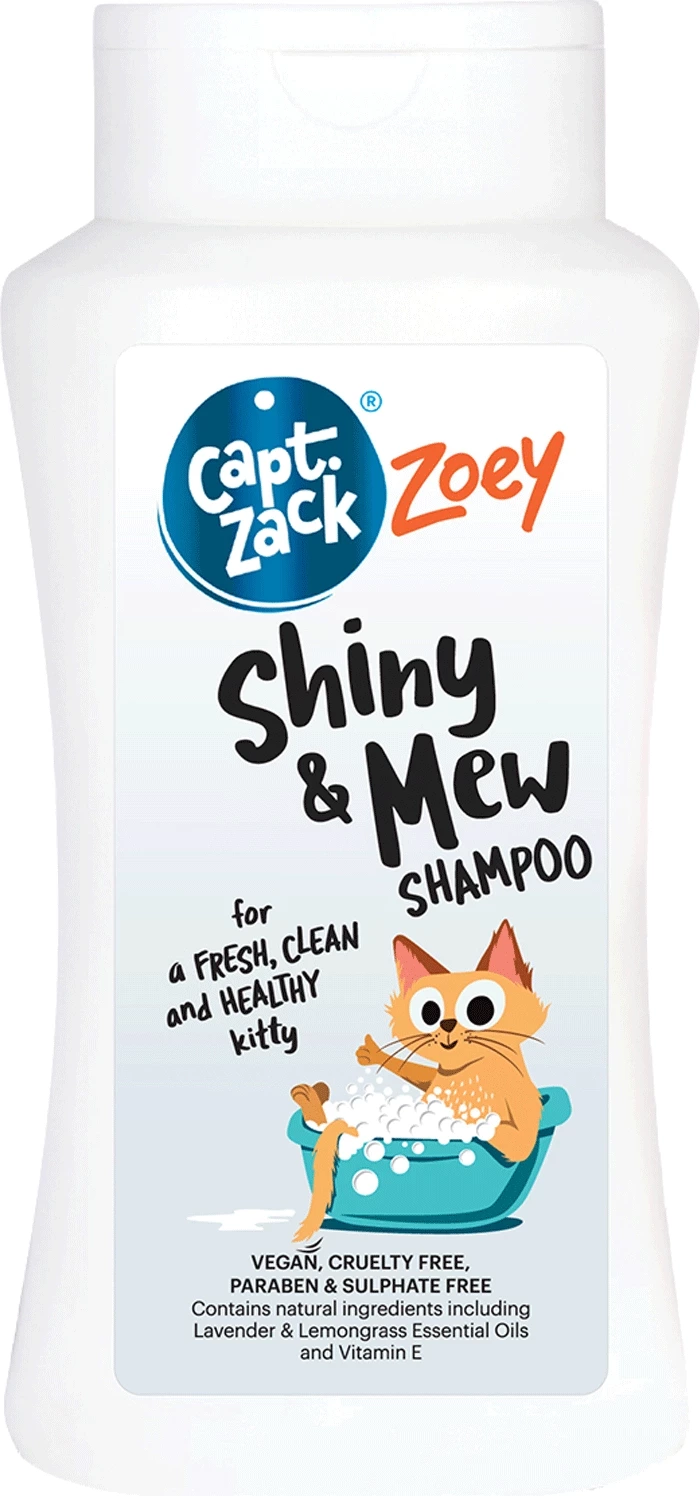 Capt.
Zack
®
Zoey
Shiny
& Mew
SHAMPOO
for
a FRESH, CLEAN
and HEALTHY
kitty
VEGAN, CRUELTY FREE,
PARABEN & SULPHATE FREE
Contains natural ingredients including
Lavender & Lemongrass Essential Oils
and Vitamin E